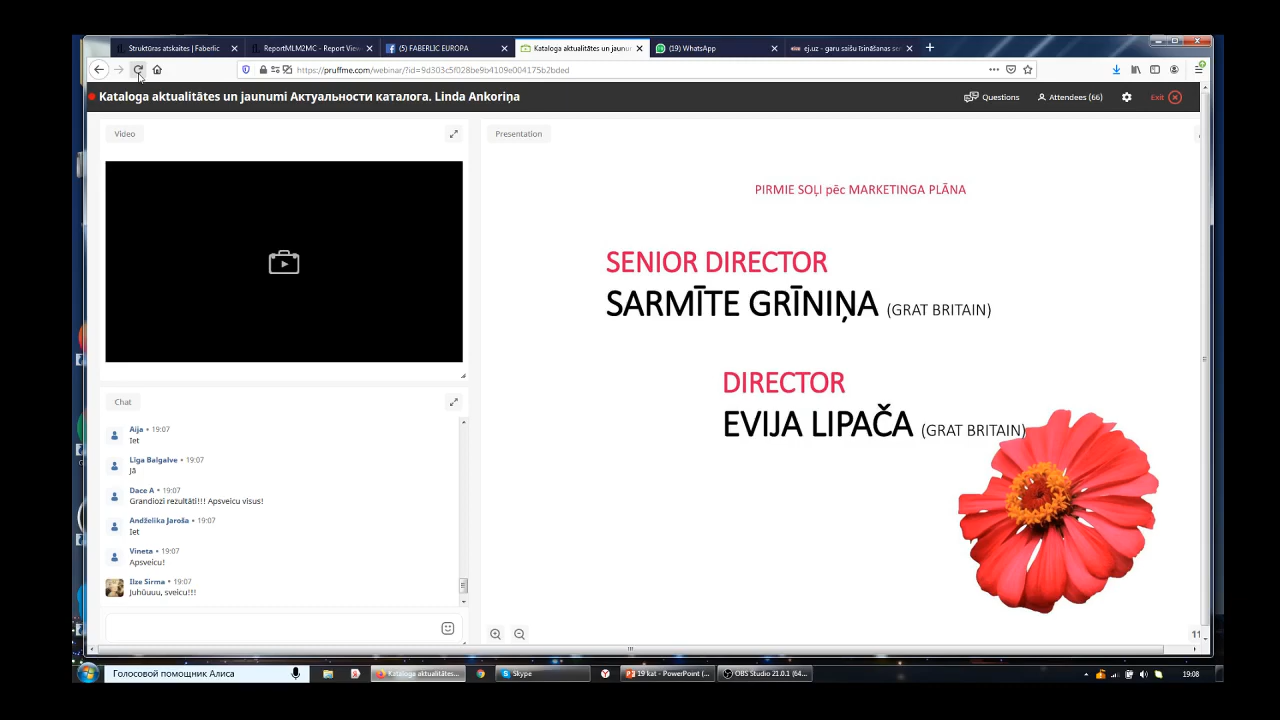 Struktūras atskaites | Faberlic
ReportMLM2MC - Report View
(5) FABERLIC EUROPA
Kataloga aktualitātes un jaunu
(19) WhatsApp
ej.uz - garu saišu īsināšanas ser
https://pruffme.com/webinar/?id=9d303c5f028be9b4109e004175b2bded
Kataloga aktualitātes un jaunumi Актуальности каталога. Linda Ankoriņa
Questions
Attendees (66)
Exit
Video
Presentation
PIRMIE SOĻI pēc MARKETINGA PLĀNA
SENIOR DIRECTOR
SARMĪTE GRĪNIŅA (GRAT BRITAIN)
DIRECTOR
EVIJA LIPAČA (GRAT BRITAIN)
11
Chat
Aija • 19:07
Iet
Līga Balgalve • 19:07
Jā
Dace A • 19:07
Grandiozi rezultāti!!! Apsveicu visus!
Andželika Jaroša • 19:07
Iet
Vineta • 19:07
Apsveicu!
Ilze Sirma • 19:07
Juhūuuu, sveicu!!!
Голосовой помощник Алиса
Kataloga aktualitātes...
Skype
19 kat - PowerPoint (...
OBS Studio 21.0.1 (64...
19:08